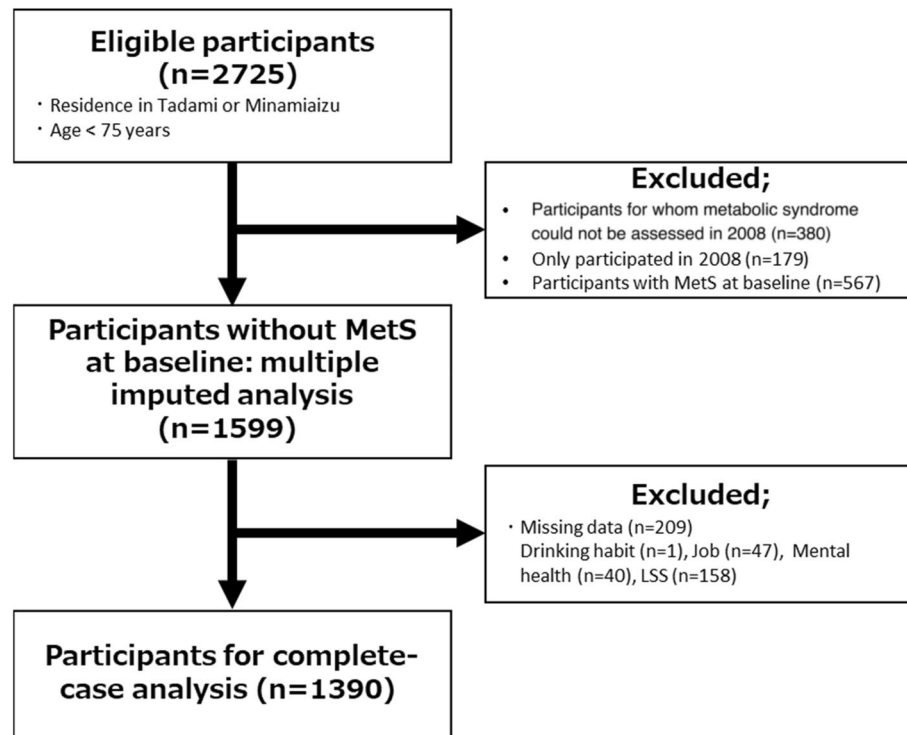 Eligible participants
(n=2725)
・Residence in Tadami or Minamiaizu
・Age < 75 years
Excluded;
• Participants for whom metabolic syndrome
could not be assessed in 2008 (n=380)
• Only participated in 2008 (n=179)
• Participants with MetS at baseline (n=567)
Participants without MetS
at baseline: multiple
imputed analysis
(n=1599)
Excluded;
・Missing data (n=209)
Drinking habit (n=1), Job (n=47), Mental
health (n=40), LSS (n=158)
Participants for complete-
case analysis (n=1390)